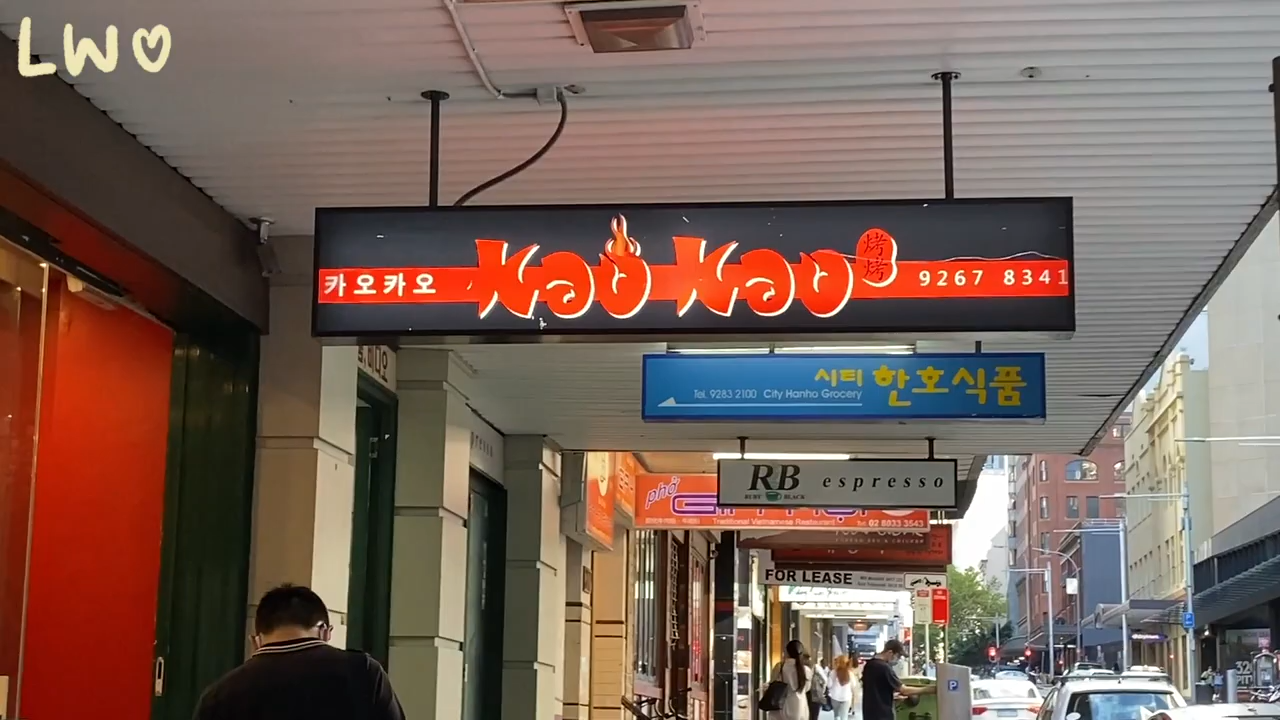 LW♡
카오카오 Kao Kao 烤烤 9267 8341
시티 한호식품
Tel. 9283 2100 City Hanho Grocery
RB espresso
RUBY BLACK
phở
Traditional Vietnamese Restaurant Tel: 02 8033 3543
FOR LEASE
P